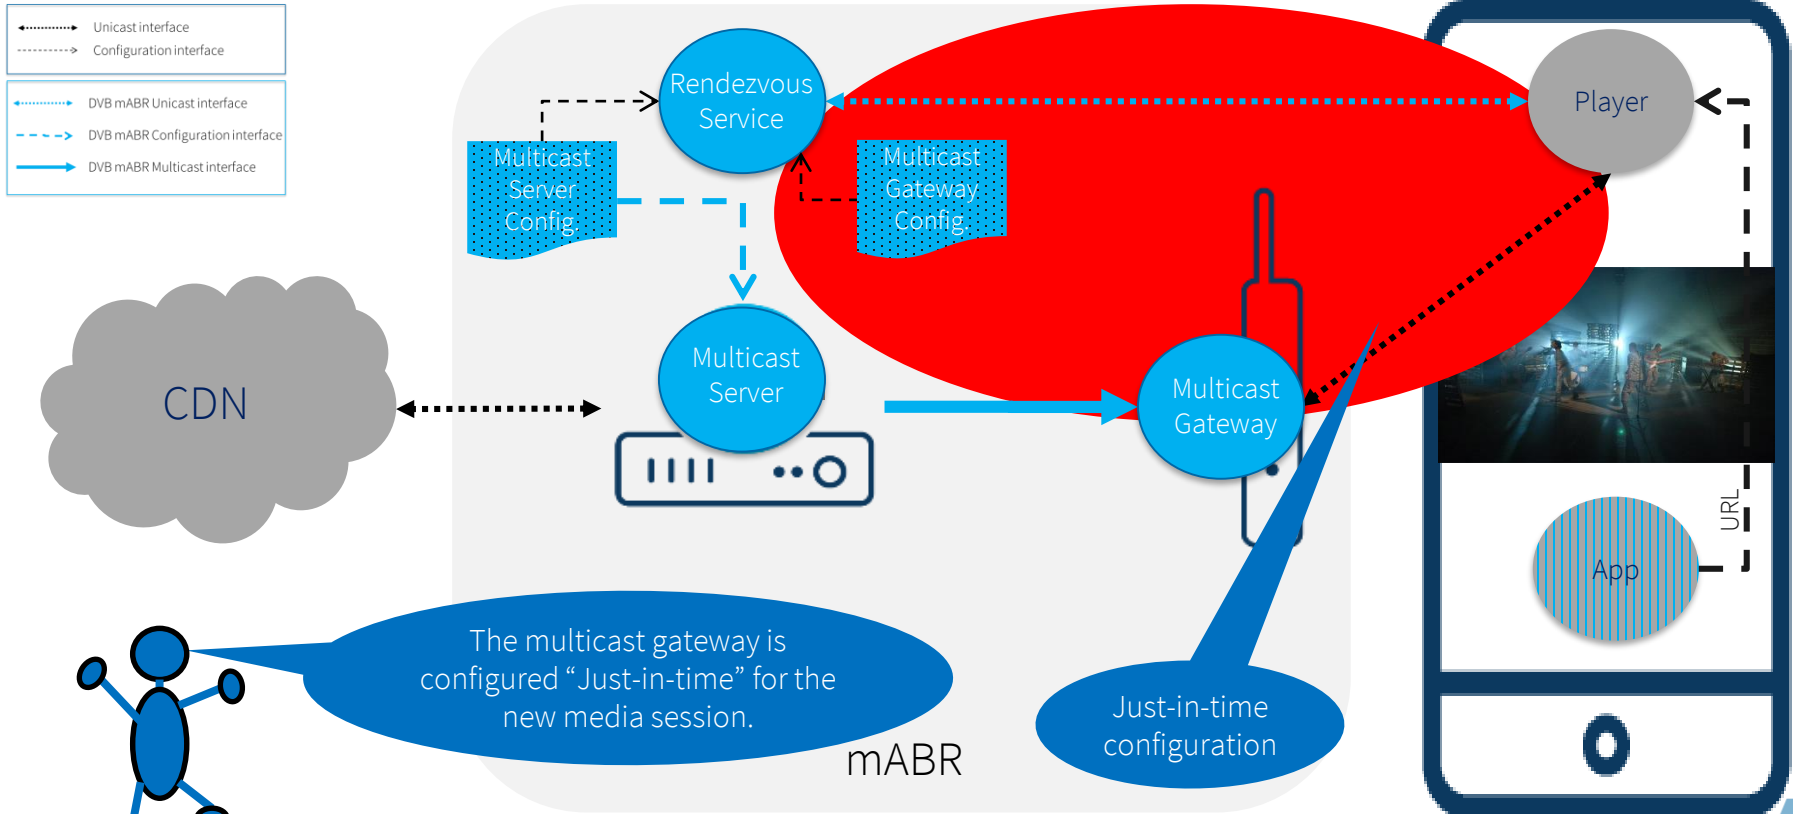 Unicast interface
Configuration interface
DVB mABR Unicast interface
DVB mABR Configuration interface
DVB mABR Multicast interface
Rendezvous
Service
Player
Multicast
Server
Config.
Multicast
Gateway
Config.
CDN
Multicast
Server
Multicast
Gateway
URL
App
The multicast gateway is
configured “Just-in-time” for the
new media session.
Just-in-time
configuration
mABR